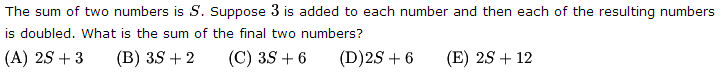 The sum of two numbers is S. Suppose 3 is added to each number and then each of the resulting numbers
is doubled. What is the sum of the final two numbers?
(A) 2S + 3 (B) 3S + 2 (C) 3S + 6 (D)2S + 6 (E) 2S + 12